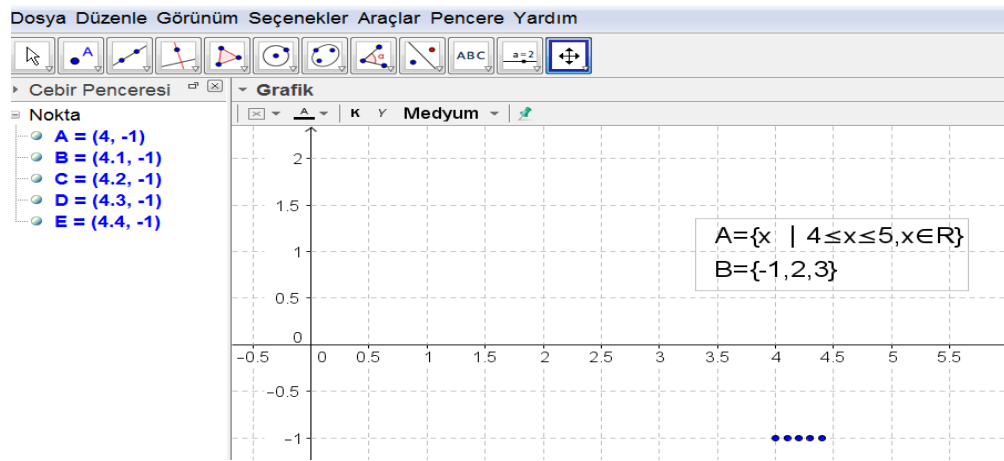 Dosya Düzenle Görünüm Seçenekler Araçlar Pencere Yardım
A α ABC a=2
Cebir Penceresi
Grafik
Nokta
A K Y Medyum
A = (4, -1)
B = (4.1, -1)
C = (4.2, -1)
D = (4.3, -1)
E = (4.4, -1)
2
1.5
A={x | 4≤x≤5,x∈R}
1
B={-1,2,3}
0.5
0
-0.5 0 0.5 1 1.5 2 2.5 3 3.5 4 4.5 5 5.5
-0.5
-1